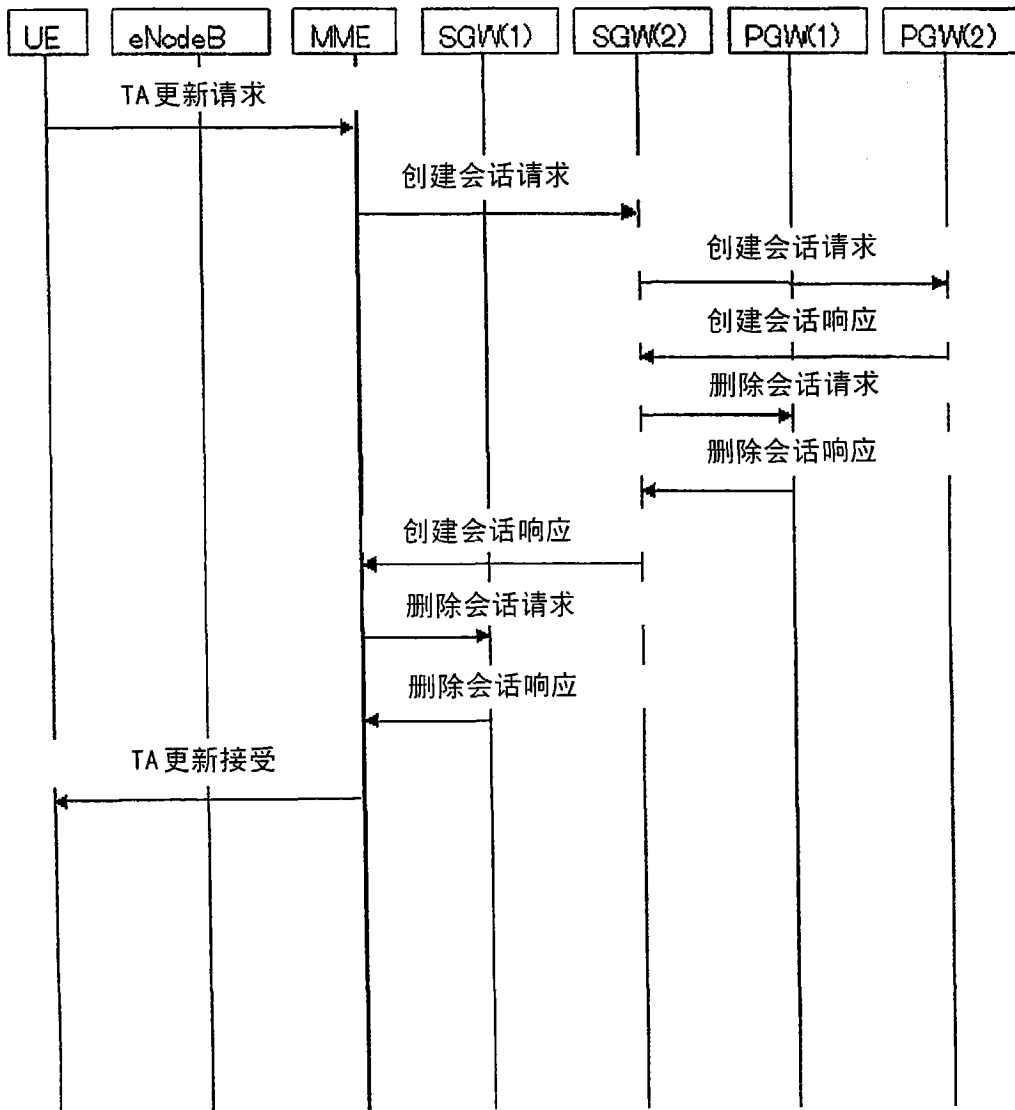 UE
eNodeB
MME
SGW(1)
SGW(2)
PGW(1)
PGW(2)
TA更新请求
创建会话请求
创建会话请求
创建会话响应
删除会话请求
删除会话响应
创建会话响应
删除会话请求
删除会话响应
TA更新接受